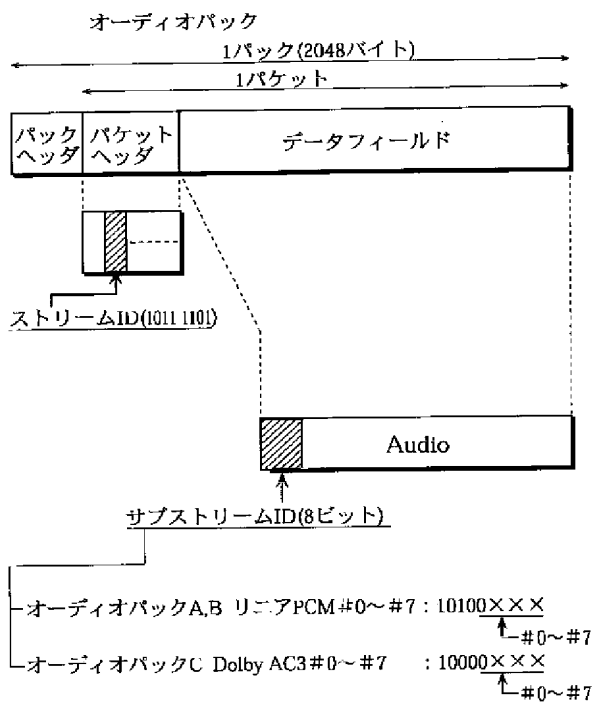 オーディオパック
1パック(2048バイト)
1パケット
パック
ヘッダ
パケット
ヘッダ
データフィールド
ストリームID(1011 1101)
Audio
サブストリームID(8ビット)
オーディオパックA,B リニアPCM#0〜#7:10100×××
#0〜#7
オーディオパックC Dolby AC3#0〜#7 :10000×××
#0〜#7